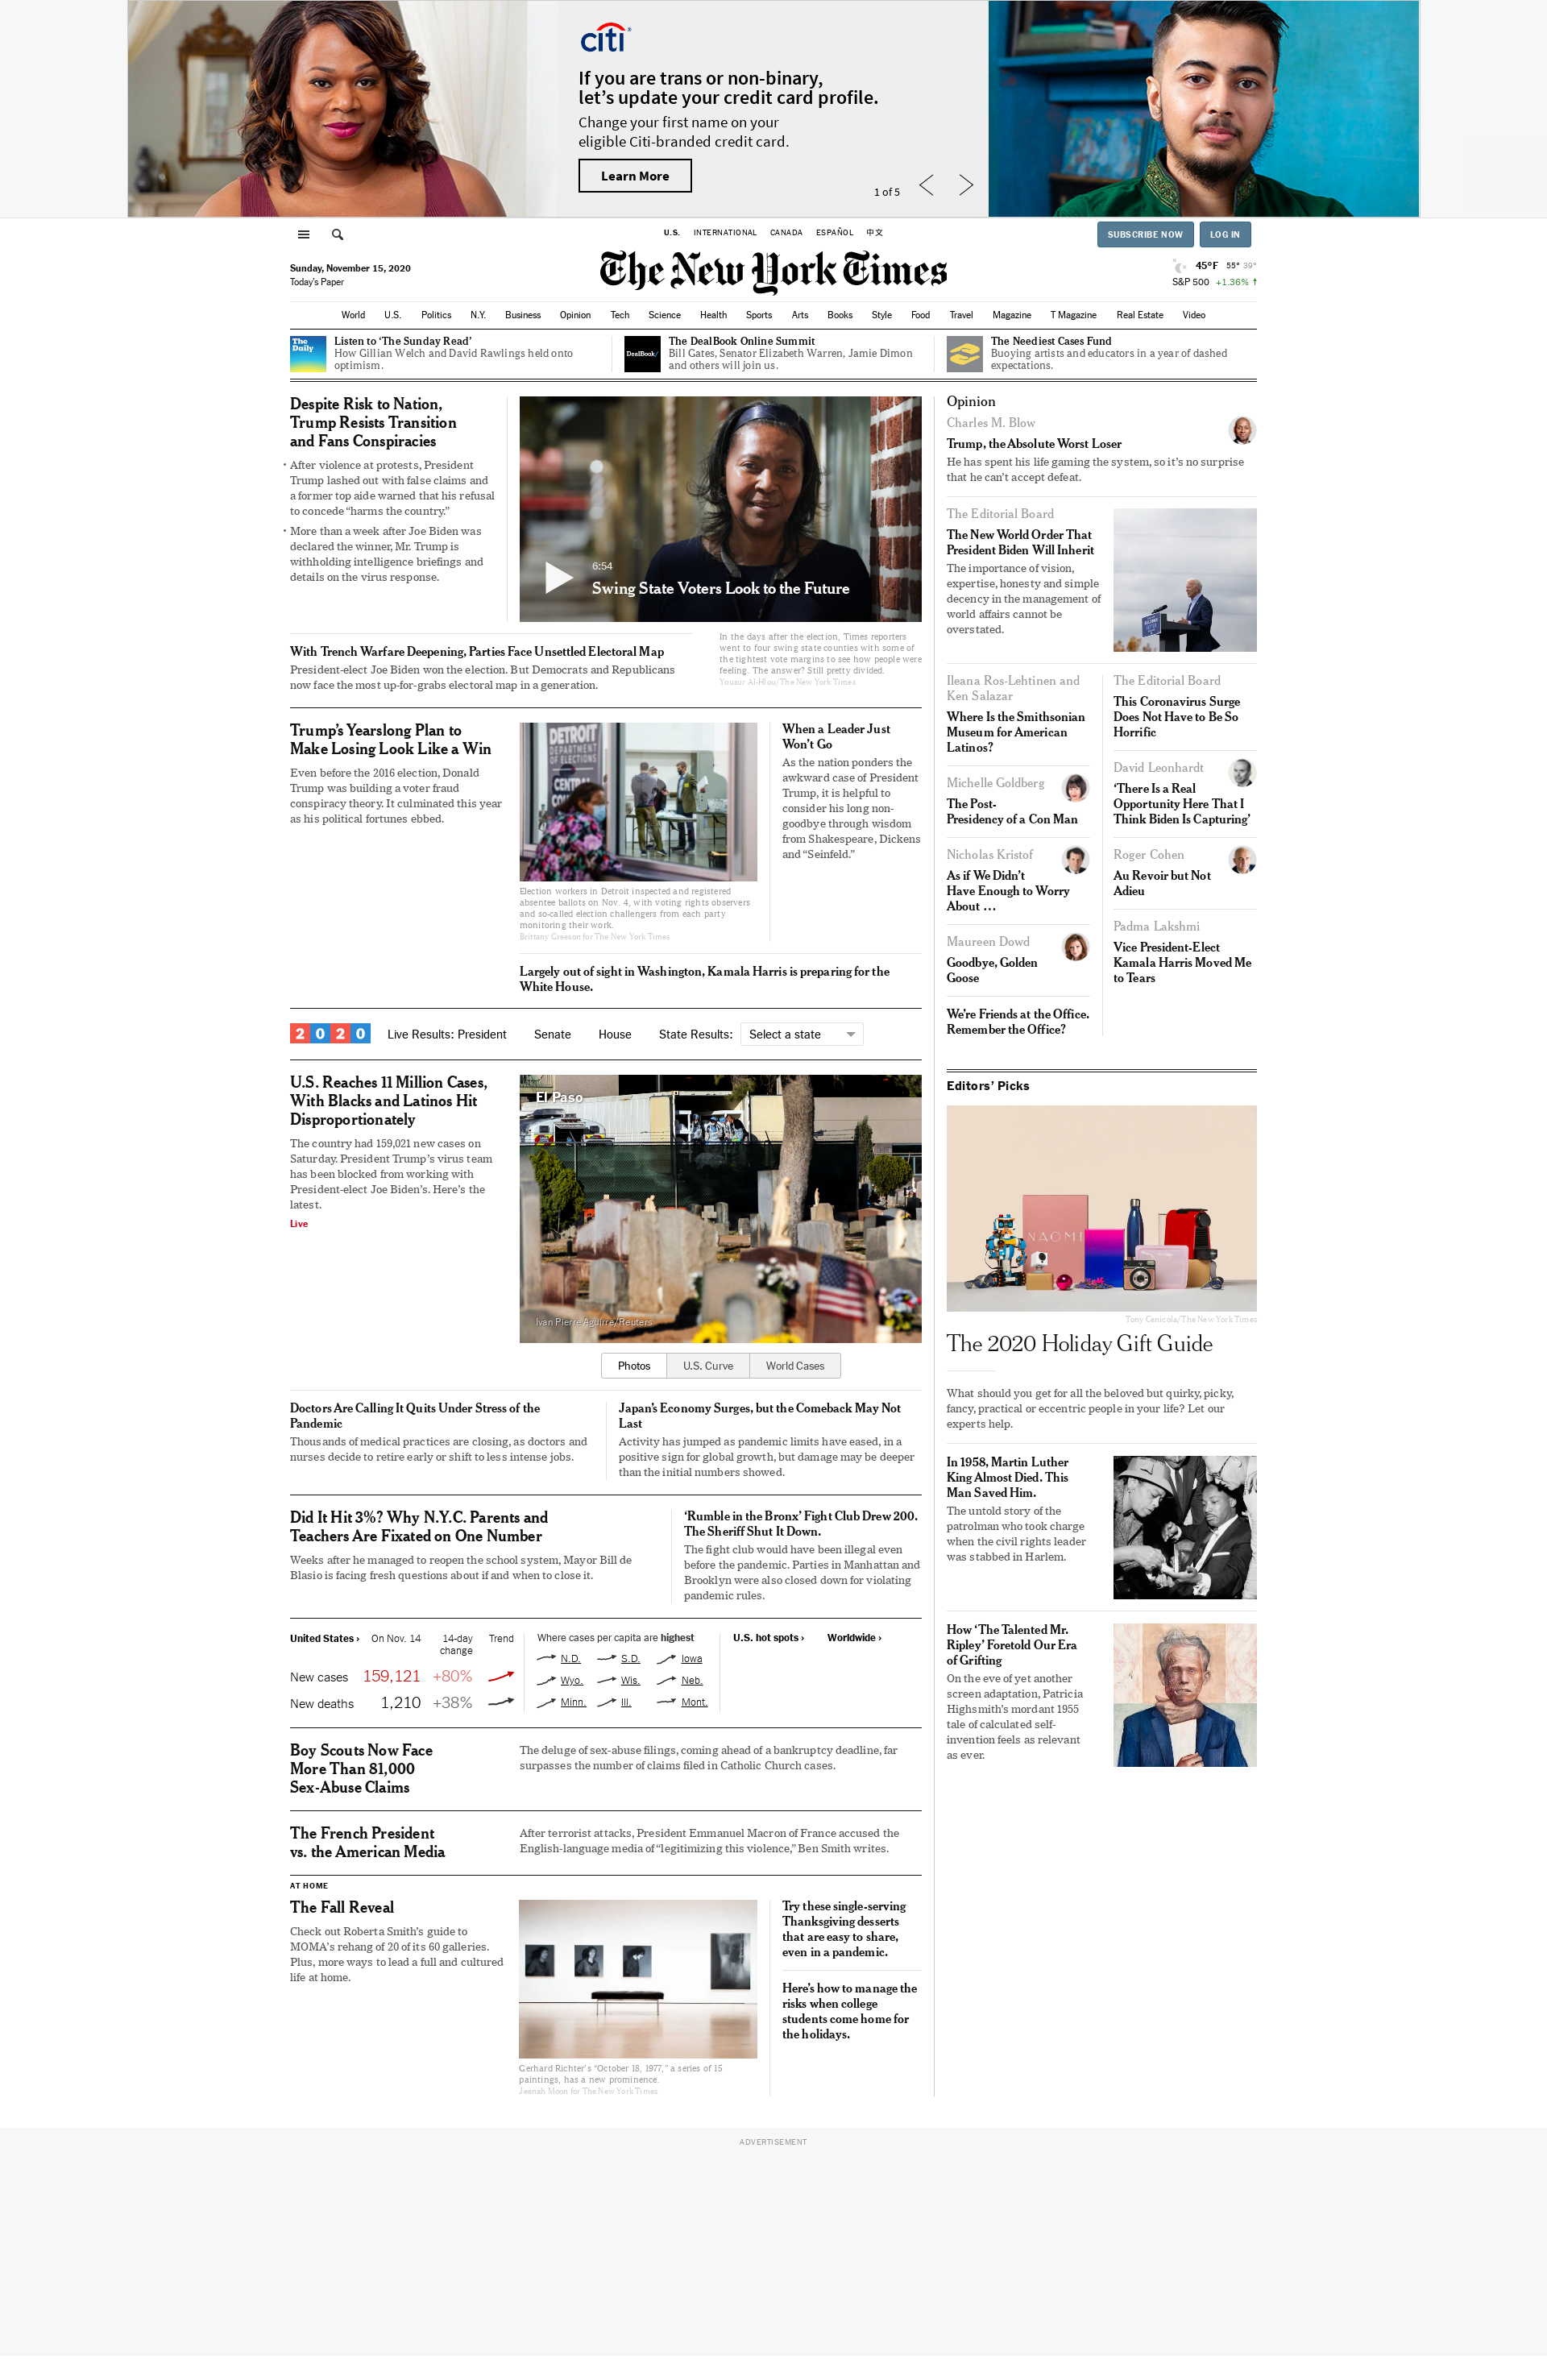 citi
If you are trans or non-binary,
let's update your credit card profile.
Change your first name on your
eligible Citi-branded credit card.
Learn More
1 of 5
U.S. INTERNATIONAL CANADA ESPAÑOL 中文
SUBSCRIBE NOW LOG IN
Sunday, November 15, 2020
Today's Paper
The New York Times
45°F 55° 39°
S&P 500 +1.36%
World U.S. Politics N.Y. Business Opinion Tech Science Health Sports Arts Books Style Food Travel Magazine T Magazine Real Estate Video
The
Daily
Listen to ‘The Sunday Read’
How Gillian Welch and David Rawlings held onto
optimism.
DealBook/
The DealBook Online Summit
Bill Gates, Senator Elizabeth Warren, Jamie Dimon
and others will join us.
The Neediest Cases Fund
Buoying artists and educators in a year of dashed
expectations.
Despite Risk to Nation,
Trump Resists Transition
and Fans Conspiracies
• After violence at protests, President
Trump lashed out with false claims and
a former top aide warned that his refusal
to concede “harms the country.”
• More than a week after Joe Biden was
declared the winner, Mr. Trump is
withholding intelligence briefings and
details on the virus response.
6:54
Swing State Voters Look to the Future
With Trench Warfare Deepening, Parties Face Unsettled Electoral Map
President-elect Joe Biden won the election. But Democrats and Republicans
now face the most up-for-grabs electoral map in a generation.
In the days after the election, Times reporters
went to four swing state counties with some of
the tightest vote margins to see how people were
feeling. The answer? Still pretty divided.
Yousur Al-Hlou/The New York Times
Trump’s Yearslong Plan to
Make Losing Look Like a Win
Even before the 2016 election, Donald
Trump was building a voter fraud
conspiracy theory. It culminated this year
as his political fortunes ebbed.
DETROIT
DEPARTMENT
OF ELECTIONS
Election workers in Detroit inspected and registered
absentee ballots on Nov. 4, with voting rights observers
and so-called election challengers from each party
monitoring their work.
Brittany Greeson for The New York Times
When a Leader Just
Won’t Go
As the nation ponders the
awkward case of President
Trump, it is helpful to
consider his long non-
goodbye through wisdom
from Shakespeare, Dickens
and “Seinfeld.”
Largely out of sight in Washington, Kamala Harris is preparing for the
White House.
2020 Live Results: President Senate House State Results: Select a state
U.S. Reaches 11 Million Cases,
With Blacks and Latinos Hit
Disproportionately
The country had 159,021 new cases on
Saturday. President Trump’s virus team
has been blocked from working with
President-elect Joe Biden’s. Here’s the
latest.
Live
El Paso
Ivan Pierre Aguirre/Reuters
Photos U.S. Curve World Cases
Doctors Are Calling It Quits Under Stress of the
Pandemic
Thousands of medical practices are closing, as doctors and
nurses decide to retire early or shift to less intense jobs.
Japan’s Economy Surges, but the Comeback May Not
Last
Activity has jumped as pandemic limits have eased, in a
positive sign for global growth, but damage may be deeper
than the initial numbers showed.
Did It Hit 3%? Why N.Y.C. Parents and
Teachers Are Fixated on One Number
Weeks after he managed to reopen the school system, Mayor Bill de
Blasio is facing fresh questions about if and when to close it.
‘Rumble in the Bronx’ Fight Club Drew 200.
The Sheriff Shut It Down.
The fight club would have been illegal even
before the pandemic. Parties in Manhattan and
Brooklyn were also closed down for violating
pandemic rules.
United States › On Nov. 14 14-day
change Trend
New cases 159,121 +80%
New deaths 1,210 +38%
Where cases per capita are highest
N.D. S.D. Iowa
Wyo. Wis. Neb.
Minn. Ill. Mont.
U.S. hot spots › Worldwide ›
Boy Scouts Now Face
More Than 81,000
Sex-Abuse Claims
The deluge of sex-abuse filings, coming ahead of a bankruptcy deadline, far
surpasses the number of claims filed in Catholic Church cases.
The French President
vs. the American Media
After terrorist attacks, President Emmanuel Macron of France accused the
English-language media of “legitimizing this violence,” Ben Smith writes.
AT HOME
The Fall Reveal
Check out Roberta Smith’s guide to
MOMA’s rehang of 20 of its 60 galleries.
Plus, more ways to lead a full and cultured
life at home.
Gerhard Richter’s “October 18, 1977,” a series of 15
paintings, has a new prominence.
Jeenah Moon for The New York Times
Try these single-serving
Thanksgiving desserts
that are easy to share,
even in a pandemic.
Here’s how to manage the
risks when college
students come home for
the holidays.
Opinion
Charles M. Blow
Trump, the Absolute Worst Loser
He has spent his life gaming the system, so it’s no surprise
that he can’t accept defeat.
The Editorial Board
The New World Order That
President Biden Will Inherit
The importance of vision,
expertise, honesty and simple
decency in the management of
world affairs cannot be
overstated.
Ileana Ros-Lehtinen and
Ken Salazar
Where Is the Smithsonian
Museum for American
Latinos?
Michelle Goldberg
The Post-
Presidency of a Con Man
Nicholas Kristof
As if We Didn’t
Have Enough to Worry
About …
Maureen Dowd
Goodbye, Golden
Goose
We’re Friends at the Office.
Remember the Office?
The Editorial Board
This Coronavirus Surge
Does Not Have to Be So
Horrific
David Leonhardt
‘There Is a Real
Opportunity Here That I
Think Biden Is Capturing’
Roger Cohen
Au Revoir but Not
Adieu
Padma Lakshmi
Vice President-Elect
Kamala Harris Moved Me
to Tears
Editors’ Picks
NAOMI
Tony Cenicola/The New York Times
The 2020 Holiday Gift Guide
What should you get for all the beloved but quirky, picky,
fancy, practical or eccentric people in your life? Let our
experts help.
In 1958, Martin Luther
King Almost Died. This
Man Saved Him.
The untold story of the
patrolman who took charge
when the civil rights leader
was stabbed in Harlem.
How ‘The Talented Mr.
Ripley’ Foretold Our Era
of Grifting
On the eve of yet another
screen adaptation, Patricia
Highsmith’s mordant 1955
tale of calculated self-
invention feels as relevant
as ever.
ADVERTISEMENT